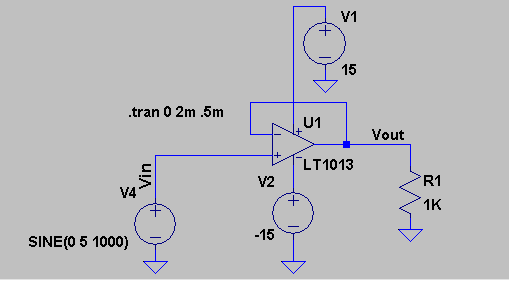 V1
15
.tran 0 2m .5m
U1
LT1013
Vout
Vin
V4
SINE(0 5 1000)
V2
-15
R1
1K